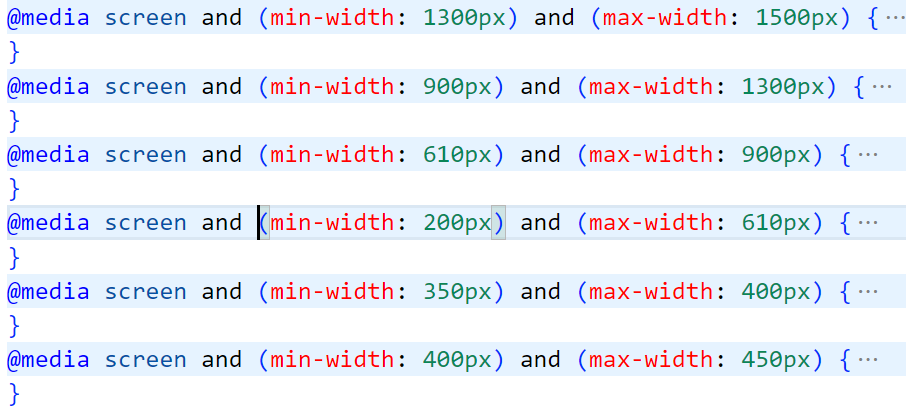 @media screen and (min-width: 1300px) and (max-width: 1500px) {···
}
@media screen and (min-width: 900px) and (max-width: 1300px) {···
}
@media screen and (min-width: 610px) and (max-width: 900px) {···
}
@media screen and (min-width: 200px) and (max-width: 610px) {···
}
@media screen and (min-width: 350px) and (max-width: 400px) {···
}
@media screen and (min-width: 400px) and (max-width: 450px) {···
}